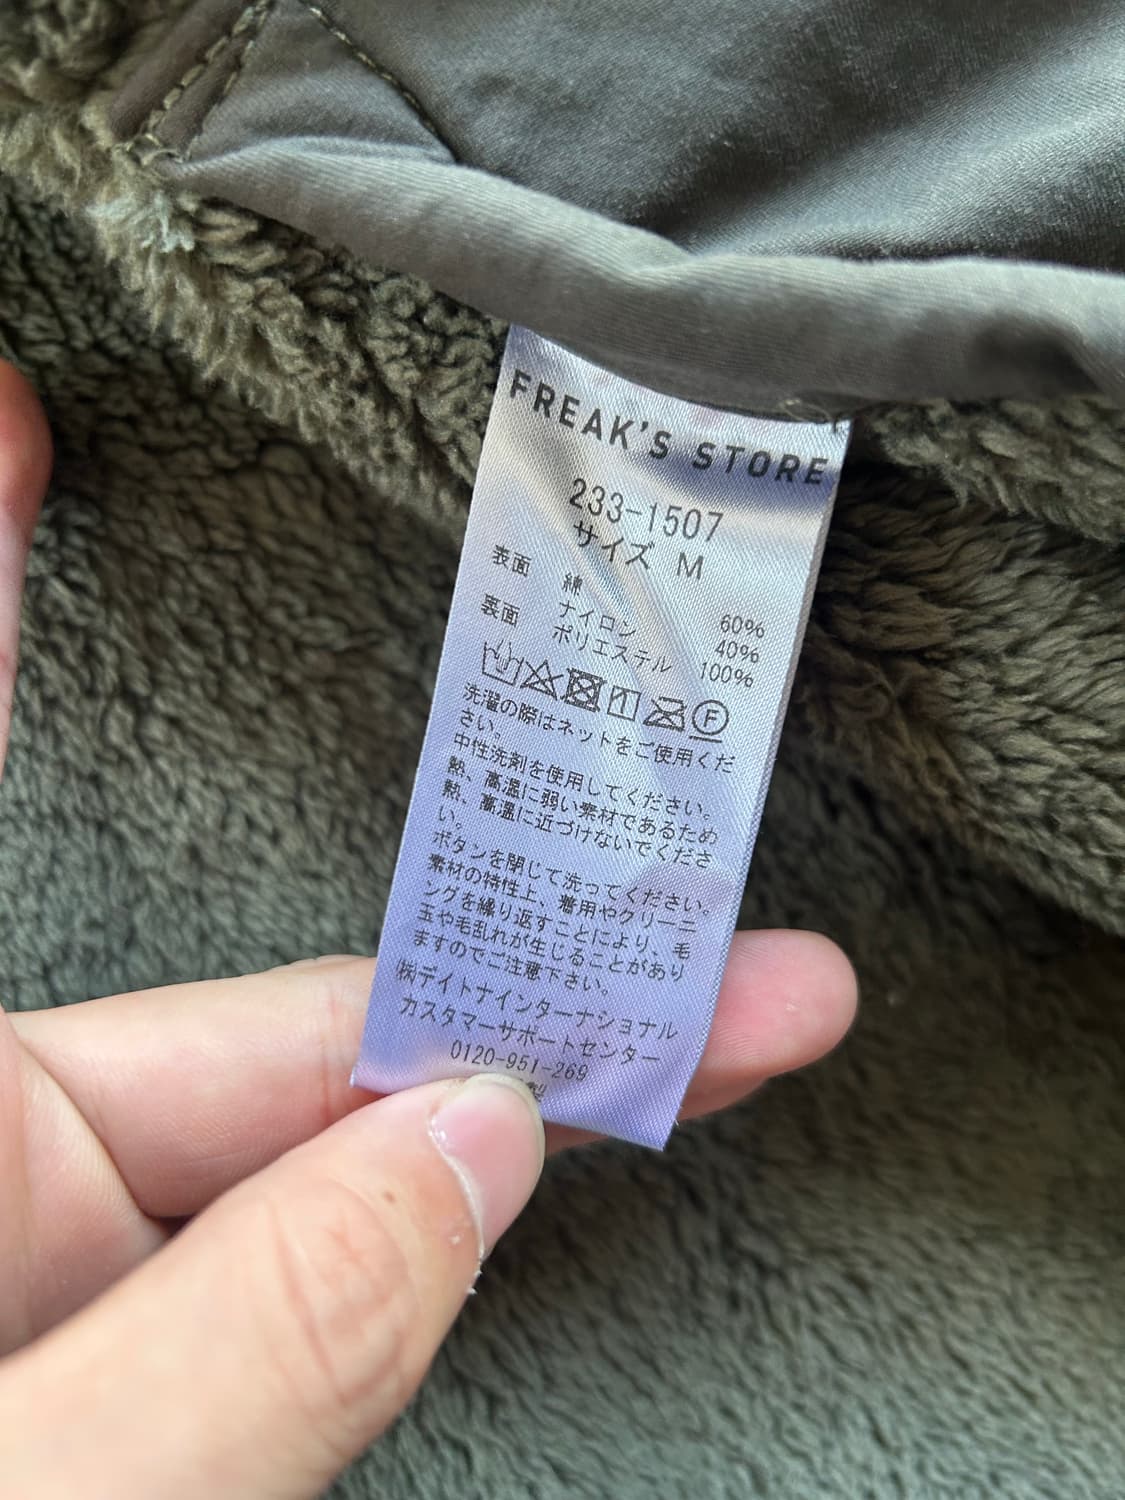 FREAK'S STORE
233-1507
サイズ M
表面 綿 60%
ナイロン 40%
裏面 ポリエステル 100%
F
洗濯の際はネットをご使用くだ
さい。
中性洗剤を使用してください。
熱、高温に弱い素材であるため
熱、高温に近づけないでくださ
い。
ボタンを閉じて洗ってください。
素材の特性上、着用やクリーニ
ングを繰り返すことにより、毛
玉や毛乱れが生じることがあり
ますのでご注意下さい。
㈱デイトナインターナショナル
カスタマーサポートセンター
0120-951-269
製